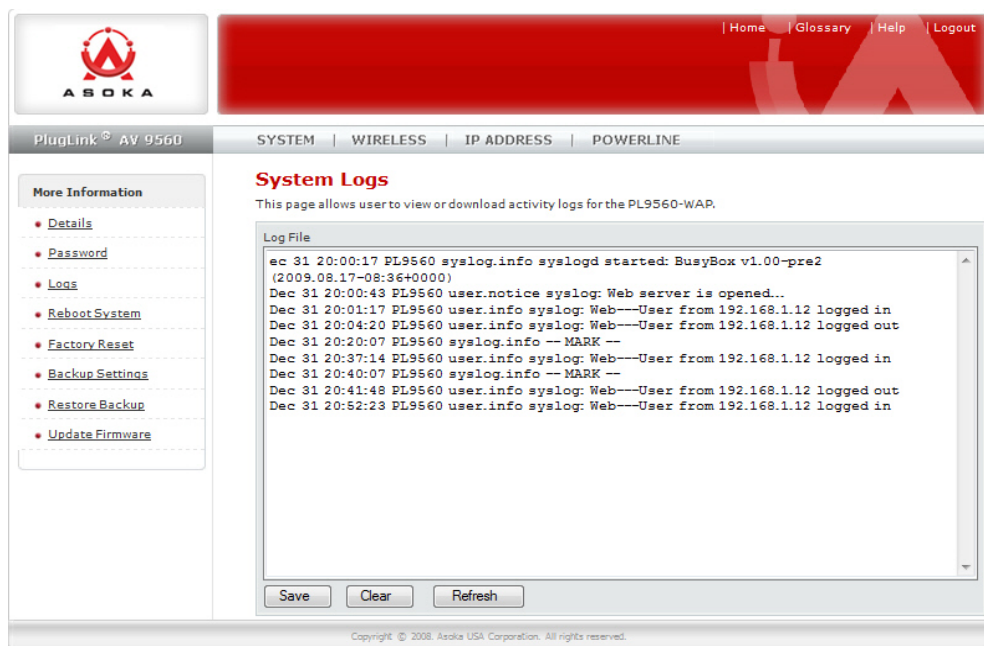 | Home | Glossary | Help | Logout
ASOKA
PlugLink ® AV 9560
SYSTEM | WIRELESS | IP ADDRESS | POWERLINE
More Information
Details
Password
Logs
Reboot System
Factory Reset
Backup Settings
Restore Backup
Update Firmware
System Logs
This page allows user to view or download activity logs for the PL9560-WAP.
Log File
ec 31 20:00:17 PL9560 syslog.info syslogd started: BusyBox v1.00-pre2
(2009.08.17-08:36+0000)
Dec 31 20:00:43 PL9560 user.notice syslog: Web server is opened...
Dec 31 20:01:17 PL9560 user.info syslog: Web---User from 192.168.1.12 logged in
Dec 31 20:04:20 PL9560 user.info syslog: Web---User from 192.168.1.12 logged out
Dec 31 20:20:07 PL9560 syslog.info -- MARK --
Dec 31 20:37:14 PL9560 user.info syslog: Web---User from 192.168.1.12 logged in
Dec 31 20:40:07 PL9560 syslog.info -- MARK --
Dec 31 20:41:48 PL9560 user.info syslog: Web---User from 192.168.1.12 logged out
Dec 31 20:52:23 PL9560 user.info syslog: Web---User from 192.168.1.12 logged in
Save Clear Refresh
Copyright © 2008. Asoka USA Corporation. All rights reserved.